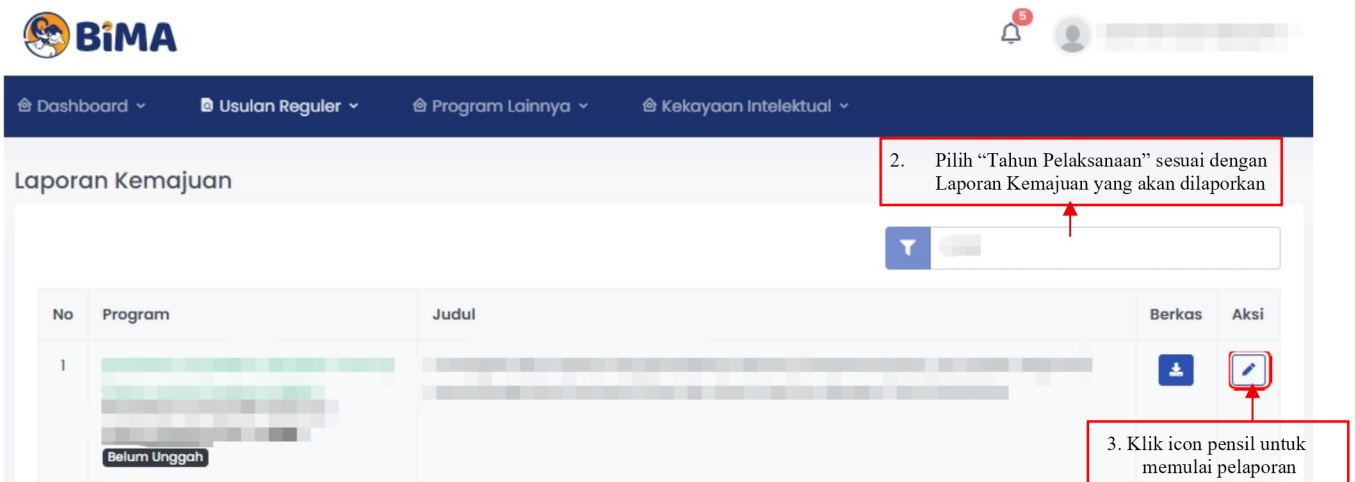 BiMA
5
Dashboard
Usulan Reguler
Program Lainnya
Kekayaan Intelektual
2. Pilih “Tahun Pelaksanaan” sesuai dengan
Laporan Kemajuan yang akan dilaporkan
Laporan Kemajuan
No Program Judul Berkas Aksi
1
Belum Unggah
3. Klik icon pensil untuk
memulai pelaporan